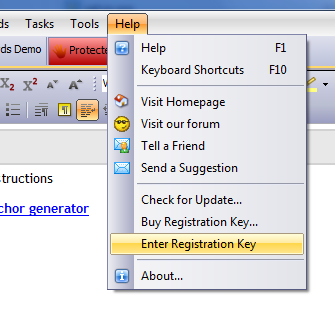 Tasks Tools Help
ds Demo Protecte
Help F1
Keyboard Shortcuts F10
Visit Homepage
Visit our forum
Tell a Friend
Send a Suggestion
structions
Check for Update...
chor generator
Buy Registration Key...
Enter Registration Key
About...